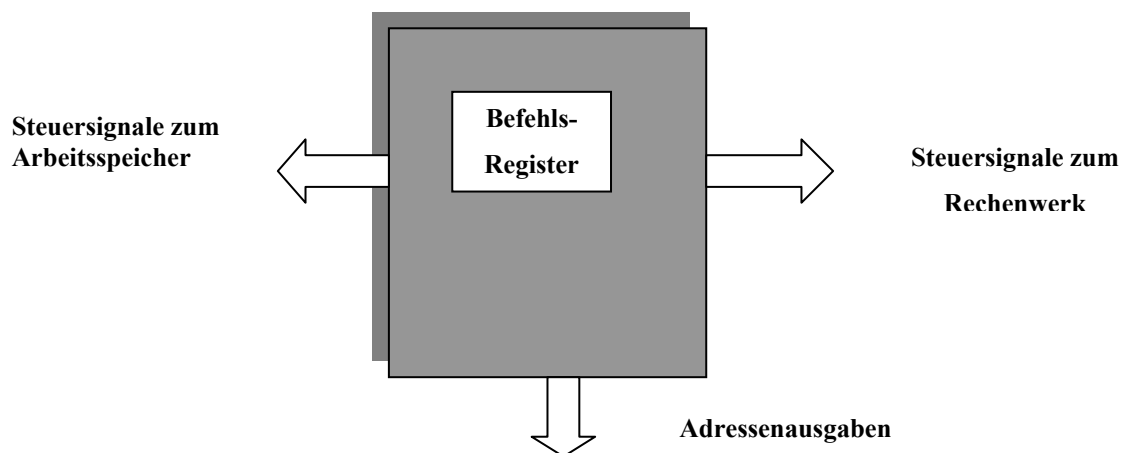 Befehls-
Register
Steuersignale zum
Arbeitsspeicher
Steuersignale zum
Rechenwerk
Adressenausgaben